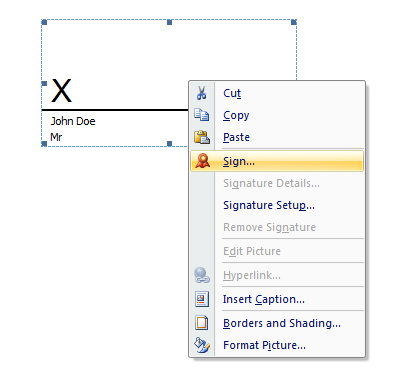 X
John Doe
Mr
Cut
Copy
Paste
Sign...
Signature Details...
Signature Setup...
Remove Signature
Edit Picture
Hyperlink...
Insert Caption...
Borders and Shading...
Format Picture...